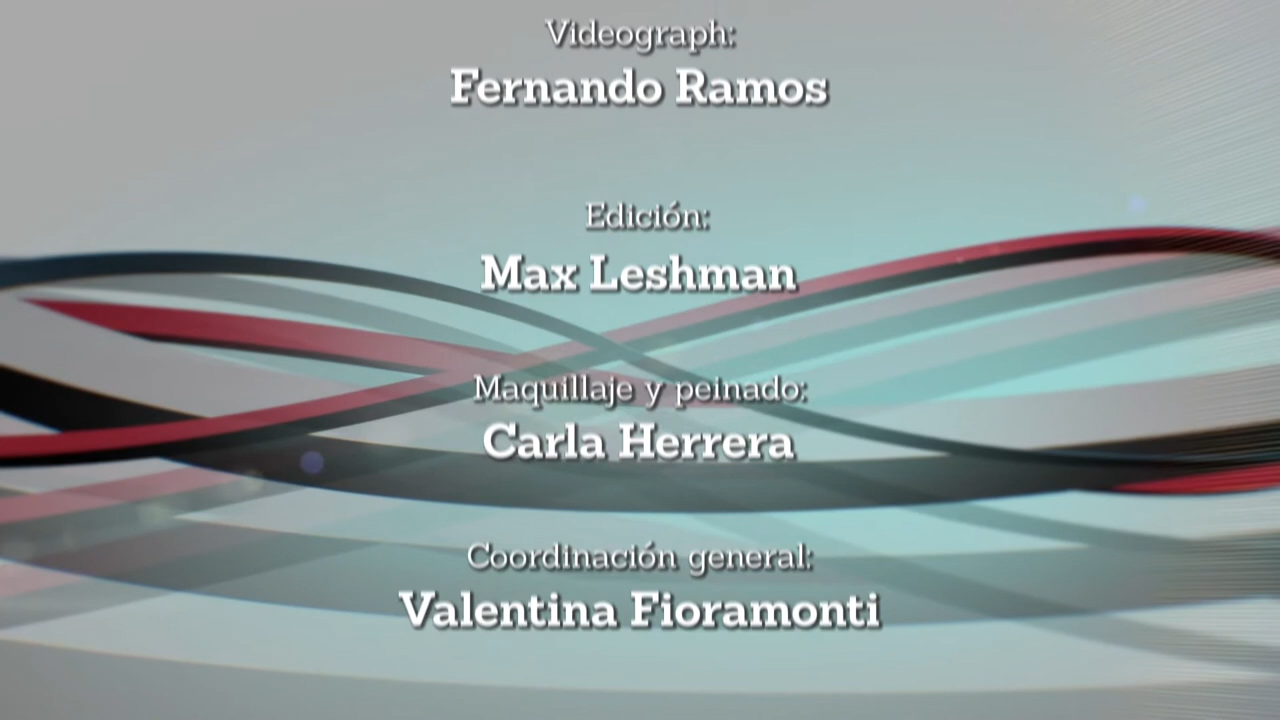 Videograph:
Fernando Ramos
Edición:
Max Leshman
Maquillaje y peinado:
Carla Herrera
Coordinación general:
Valentina Fioramonti